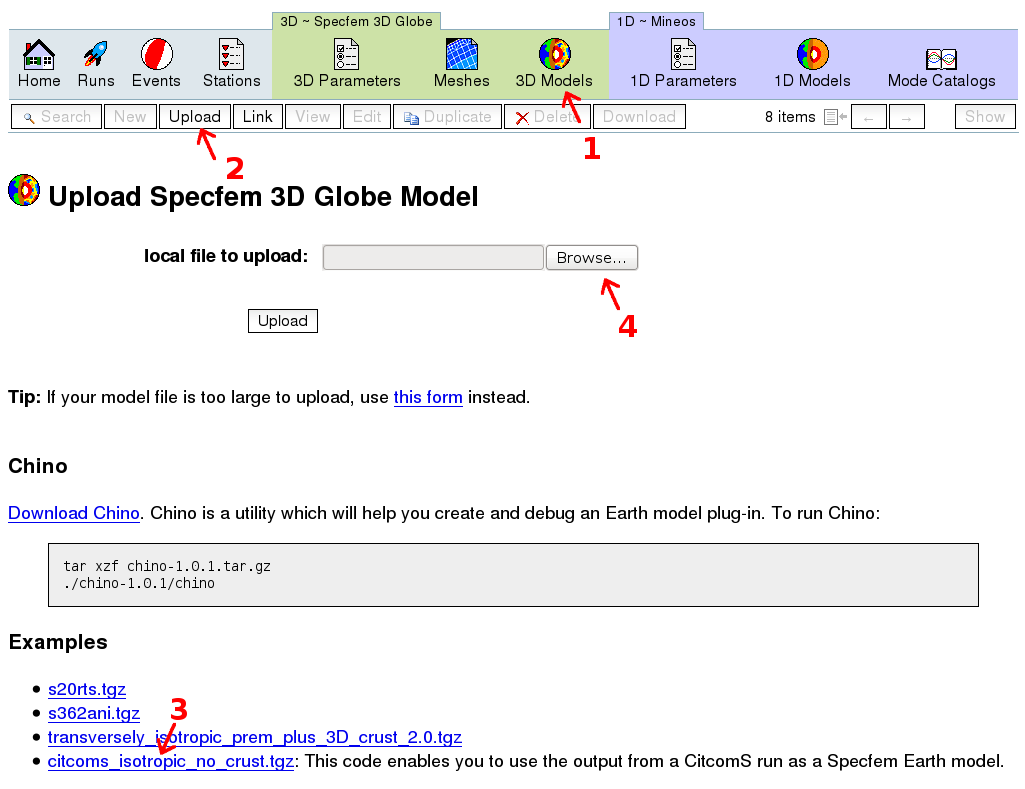 3D ~ Specfem 3D Globe 1D ~ Mineos
Home Runs Events Stations 3D Parameters Meshes 3D Models 1D Parameters 1D Models Mode Catalogs
Search New Upload Link View Edit Duplicate Delete Download 8 items ← → Show
2 1
Upload Specfem 3D Globe Model
local file to upload: Browse...
4
Upload
Tip: If your model file is too large to upload, use this form instead.
Chino
Download Chino. Chino is a utility which will help you create and debug an Earth model plug-in. To run Chino:
tar xzf chino-1.0.1.tar.gz
./chino-1.0.1/chino
Examples
• s20rts.tgz
• s362ani.tgz
3
• transversely_isotropic_prem_plus_3D_crust_2.0.tgz
• citcoms_isotropic_no_crust.tgz: This code enables you to use the output from a CitcomS run as a Specfem Earth model.